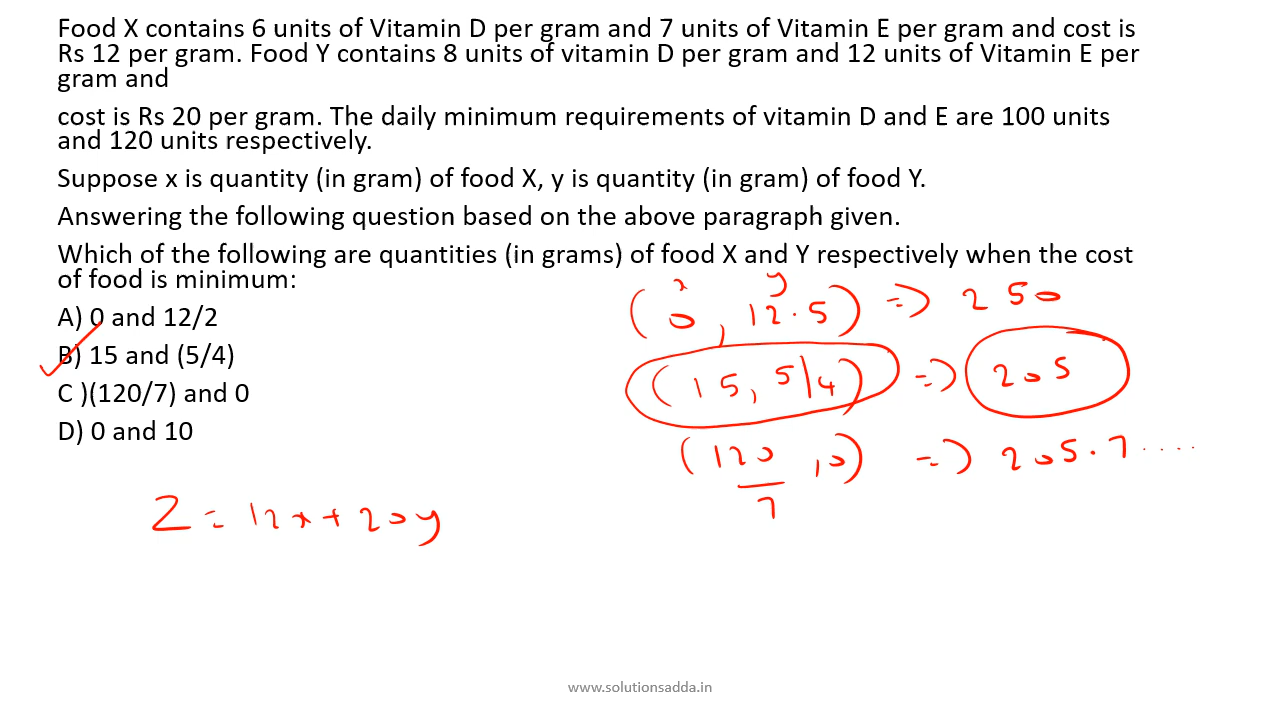 Food X contains 6 units of Vitamin D per gram and 7 units of Vitamin E per gram and cost is
Rs 12 per gram. Food Y contains 8 units of vitamin D per gram and 12 units of Vitamin E per
gram and
cost is Rs 20 per gram. The daily minimum requirements of vitamin D and E are 100 units
and 120 units respectively.
Suppose x is quantity (in gram) of food X, y is quantity (in gram) of food Y.
Answering the following question based on the above paragraph given.
Which of the following are quantities (in grams) of food X and Y respectively when the cost
of food is minimum:
A) 0 and 12/2
B) 15 and (5/4)
C )(120/7) and 0
D) 0 and 10
x y
(0, 12.5) => 250
(15, 5/4) => 205
(120/7, 0) => 205.7.....
Z = 12x + 20y
www.solutionsadda.in